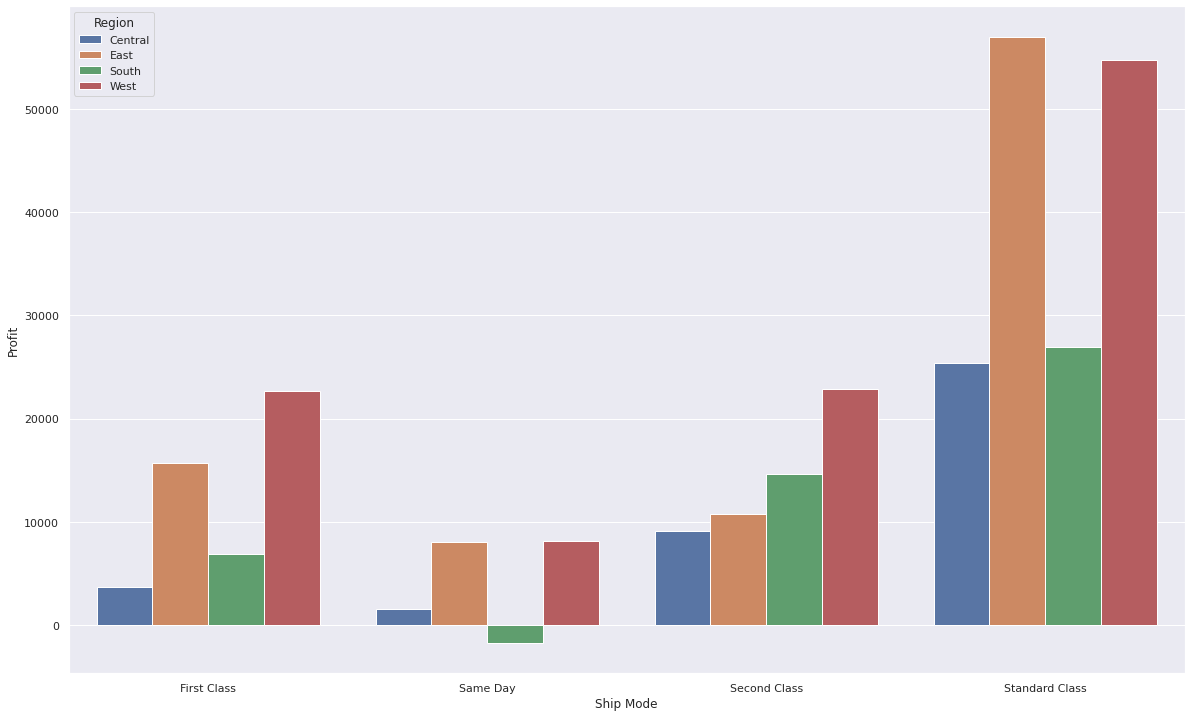 Region
Central
East
South
West
50000
40000
30000
20000
10000
0
Profit
First Class
Same Day
Second Class
Standard Class
Ship Mode